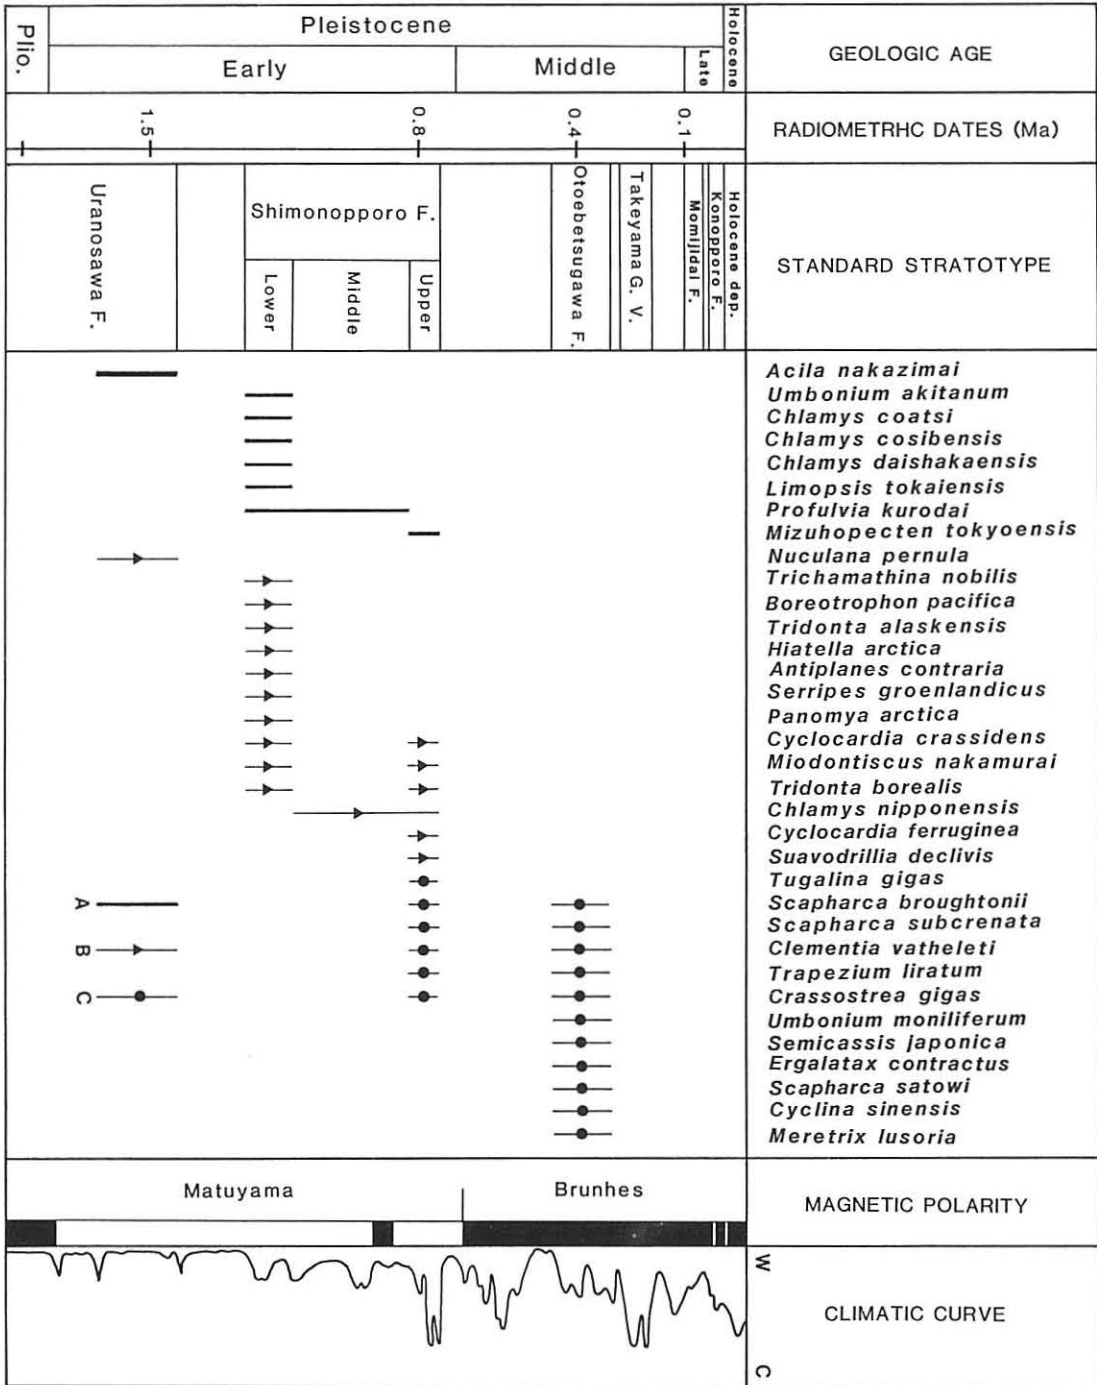 Plio.
Pleistocene
Holocene
Early
Middle
Late
GEOLOGIC AGE
1.5
0.8
0.4
0.1
RADIOMETRHC DATES (Ma)
Uranosawa F.
Shimonopporo F.
Lower
Middle
Upper
Otoebetsugawa F.
Takeyama G. V.
Momijidai F.
Konopporo F.
Holocene dep.
STANDARD STRATOTYPE
Acila nakazimai
Umbonium akitanum
Chlamys coatsi
Chlamys cosibensis
Chlamys daishakaensis
Limopsis tokaiensis
Profulvia kurodai
Mizuhopecten tokyoensis
Nuculana pernula
Trichamathina nobilis
Boreotrophon pacifica
Tridonta alaskensis
Hiatella arctica
Antiplanes contraria
Serripes groenlandicus
Panomya arctica
Cyclocardia crassidens
Miodontiscus nakamurai
Tridonta borealis
Chlamys nipponensis
Cyclocardia ferruginea
Suavodrillia declivis
Tugalina gigas
A
Scapharca broughtonii
Scapharca subcrenata
B
Clementia vatheleti
Trapezium liratum
C
Crassostrea gigas
Umbonium moniliferum
Semicassis japonica
Ergalatax contractus
Scapharca satowi
Cyclina sinensis
Meretrix lusoria
Matuyama
Brunhes
MAGNETIC POLARITY
W
CLIMATIC CURVE
C